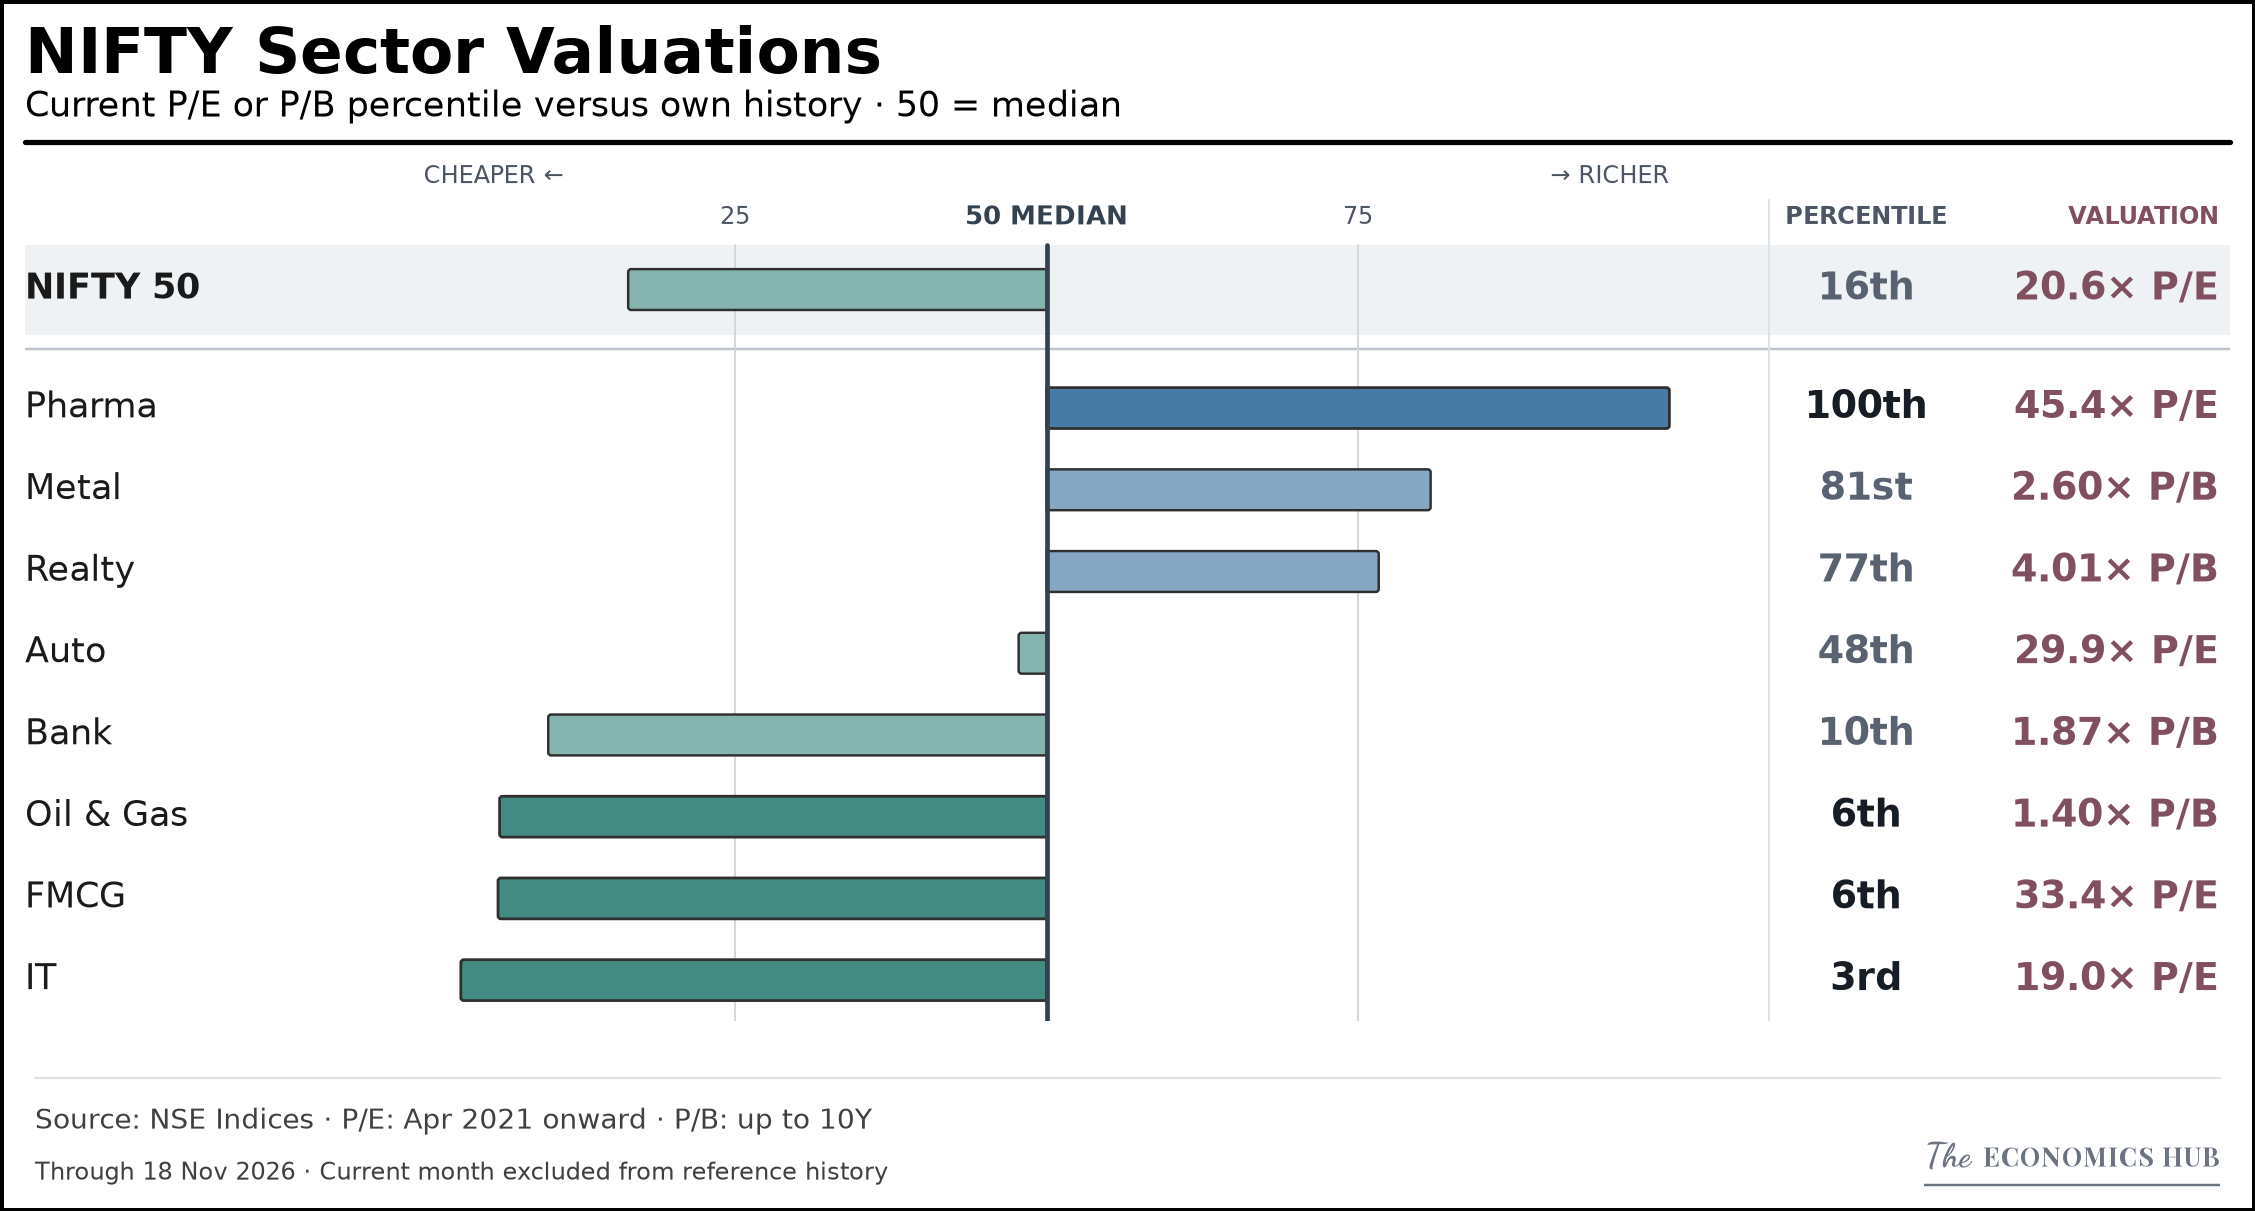 NIFTY Sector Valuations
Current P/E or P/B percentile versus own history · 50 = median
CHEAPER ← → RICHER
25 50 MEDIAN 75 PERCENTILE VALUATION
NIFTY 50 16th 20.6× P/E
Pharma 100th 45.4× P/E
Metal 81st 2.60× P/B
Realty 77th 4.01× P/B
Auto 48th 29.9× P/E
Bank 10th 1.87× P/B
Oil & Gas 6th 1.40× P/B
FMCG 6th 33.4× P/E
IT 3rd 19.0× P/E
Source: NSE Indices · P/E: Apr 2021 onward · P/B: up to 10Y
Through 18 Nov 2026 · Current month excluded from reference history
The ECONOMICS HUB